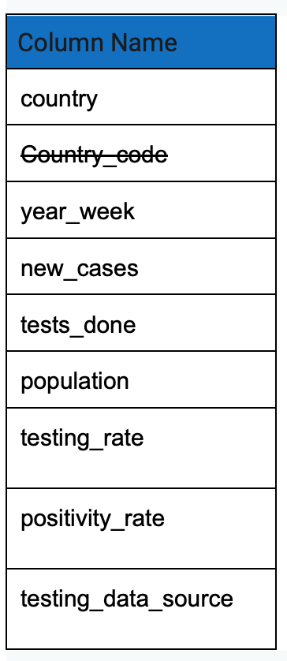 Column Name
country
Country_code
year_week
new_cases
tests_done
population
testing_rate
positivity_rate
testing_data_source